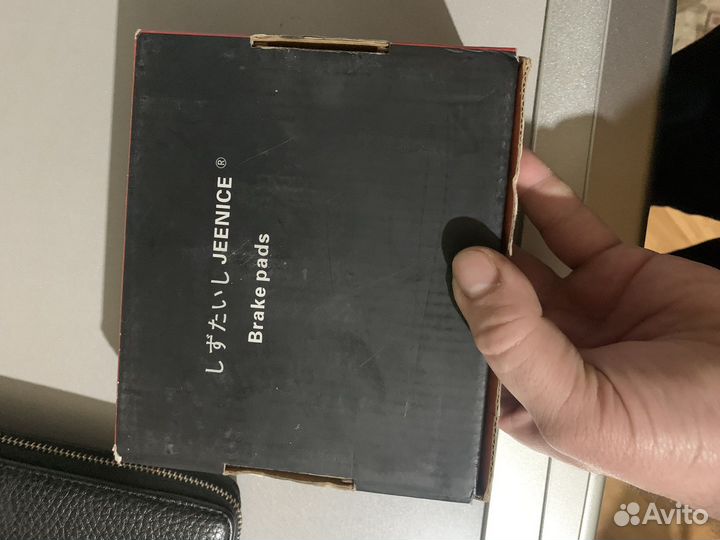 しずたいし JEENICE ®
Brake pads
Avito